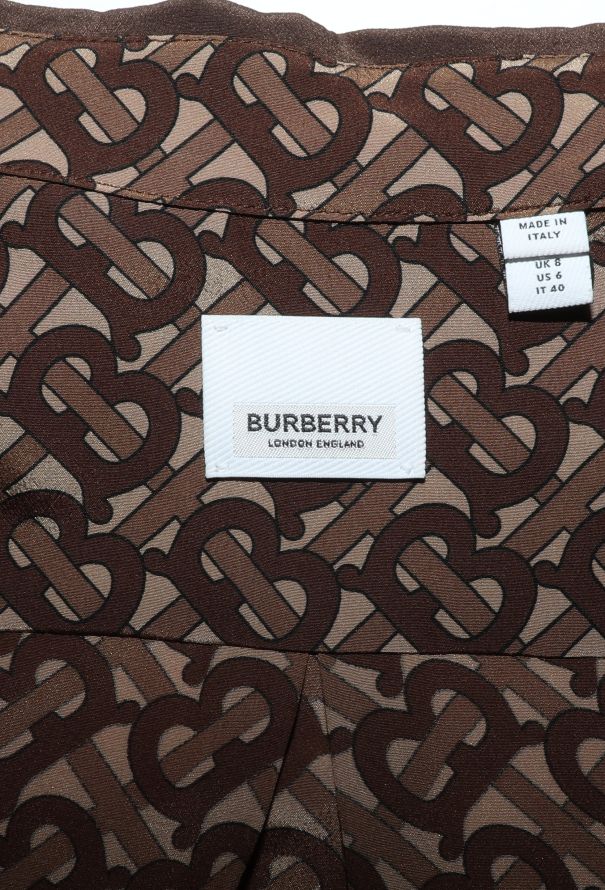 MADE IN
ITALY
UK 8
US 6
IT 40
BURBERRY
LONDON ENGLAND